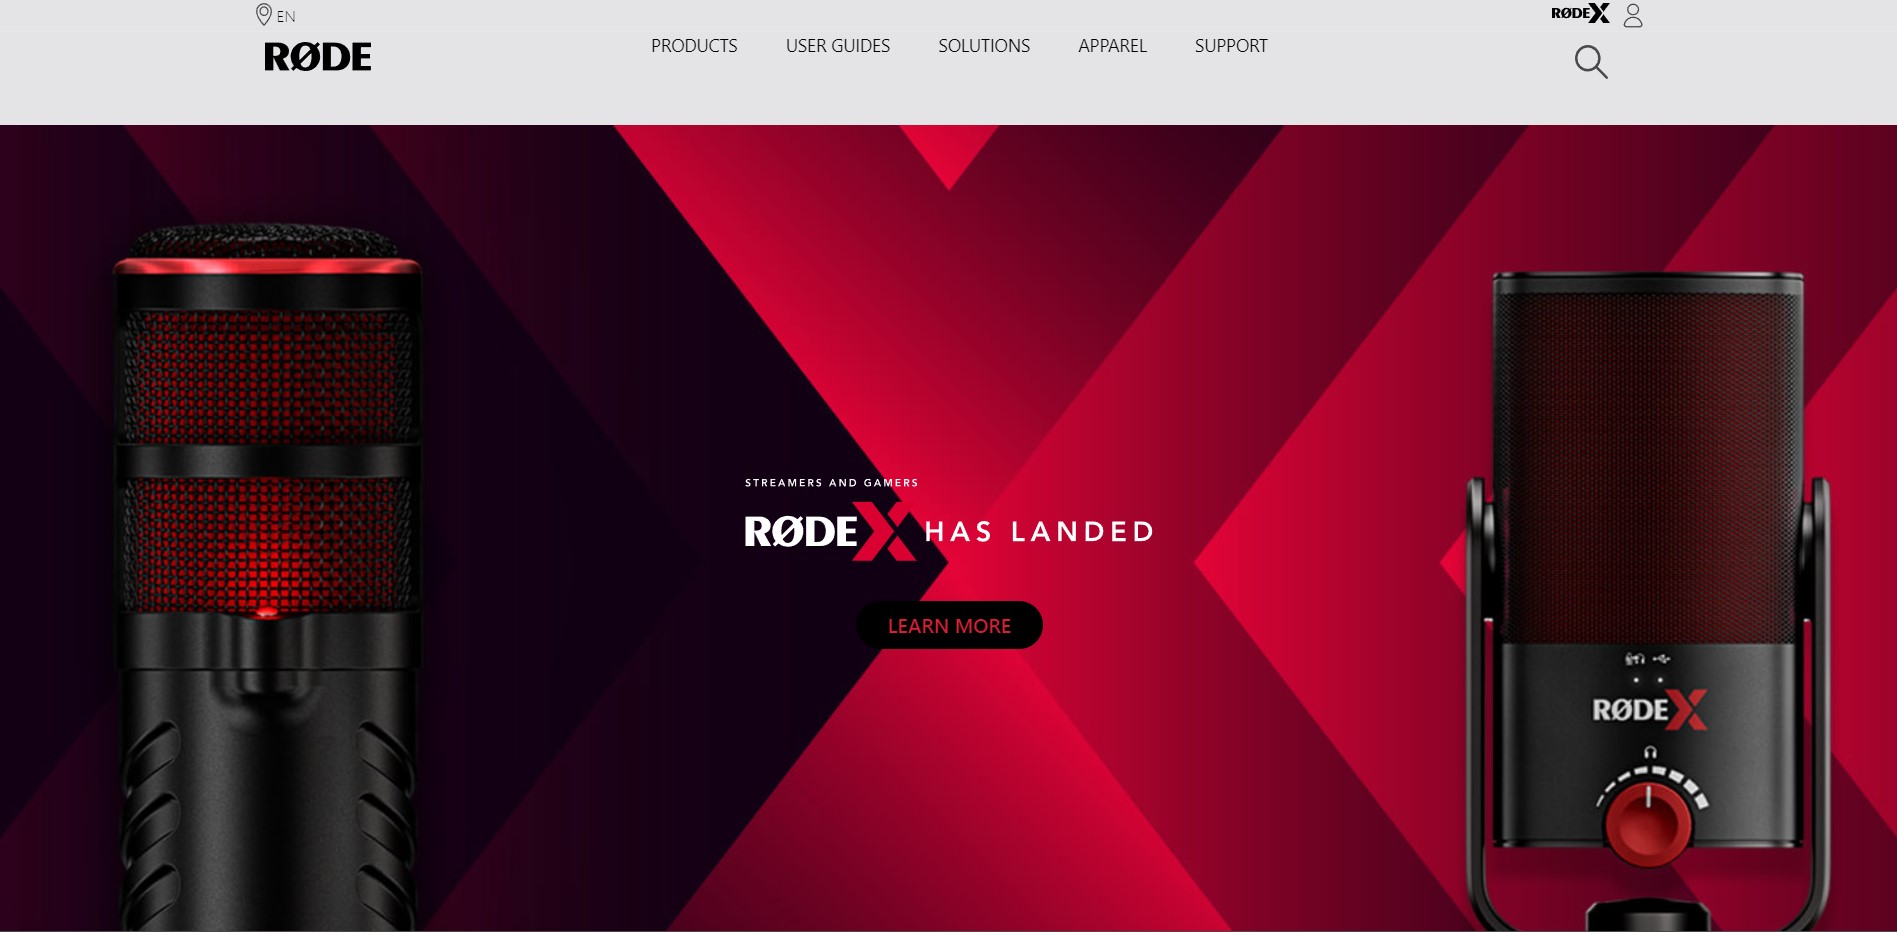 EN
RØDEX
RØDE
PRODUCTS
USER GUIDES
SOLUTIONS
APPAREL
SUPPORT
STREAMERS AND GAMERS
RØDEX HAS LANDED
LEARN MORE
RØDEX